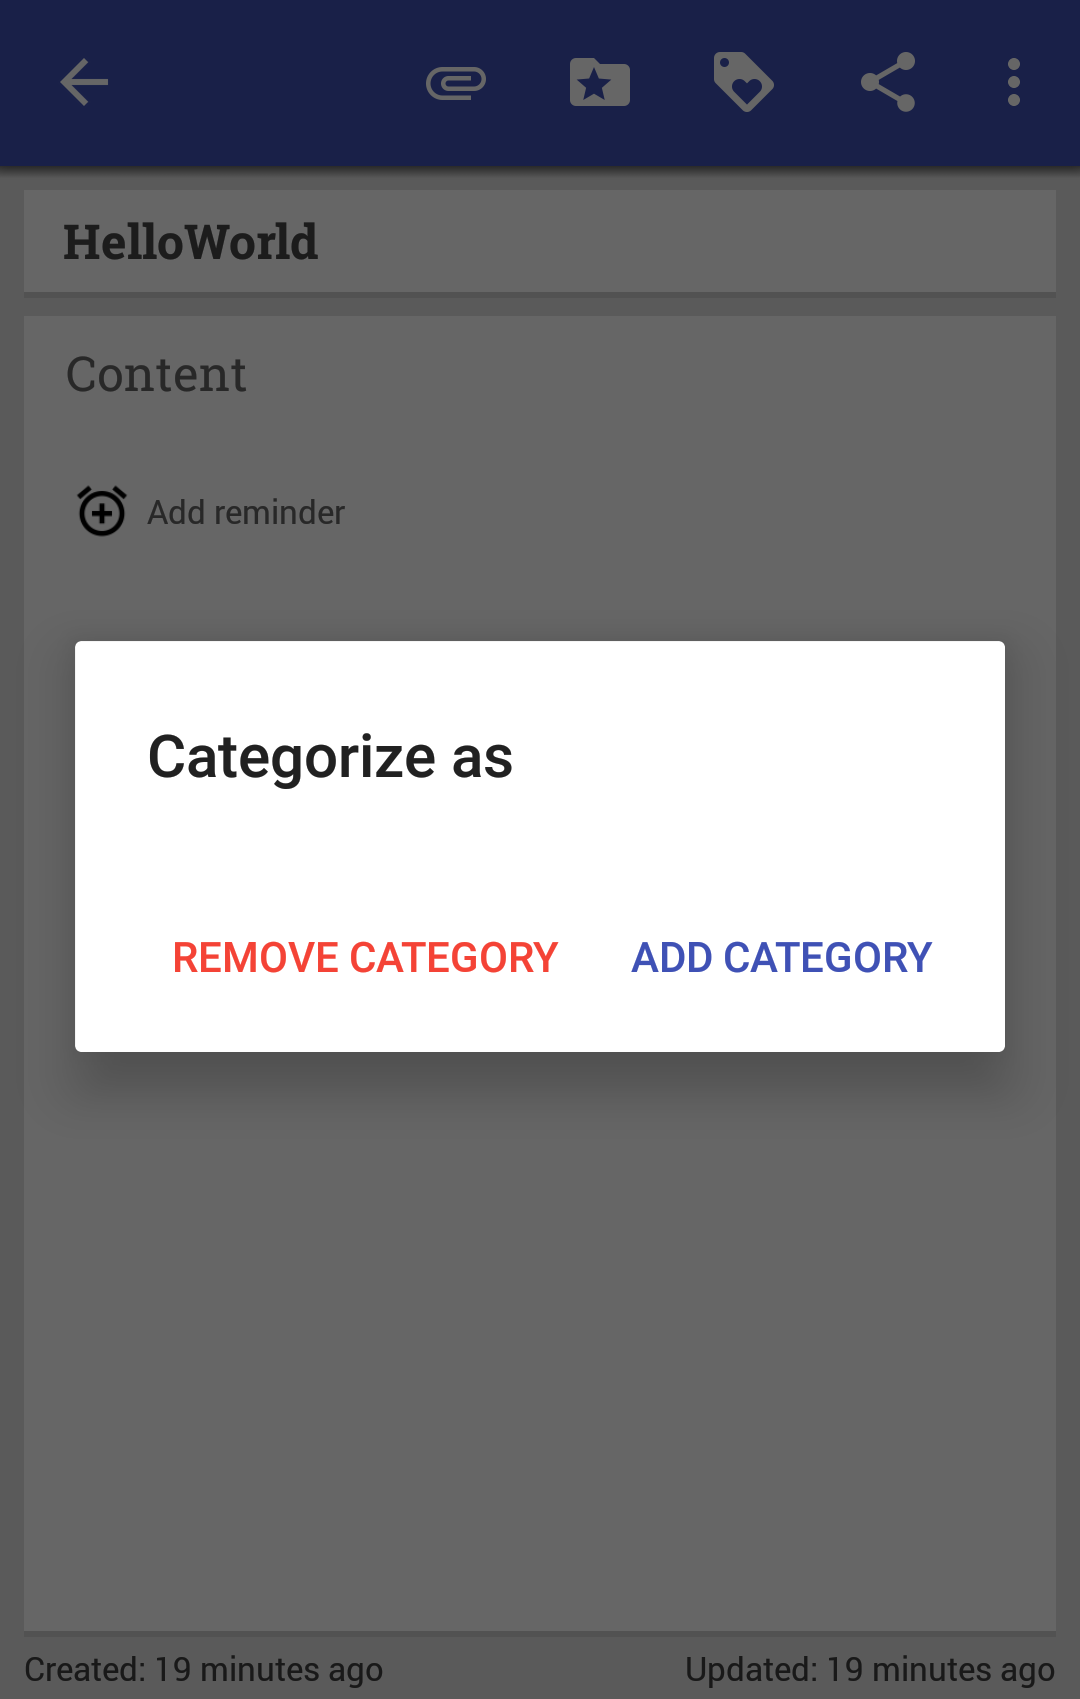 HelloWorld
Content
Add reminder
Categorize as
REMOVE CATEGORY ADD CATEGORY
Created: 19 minutes ago Updated: 19 minutes ago